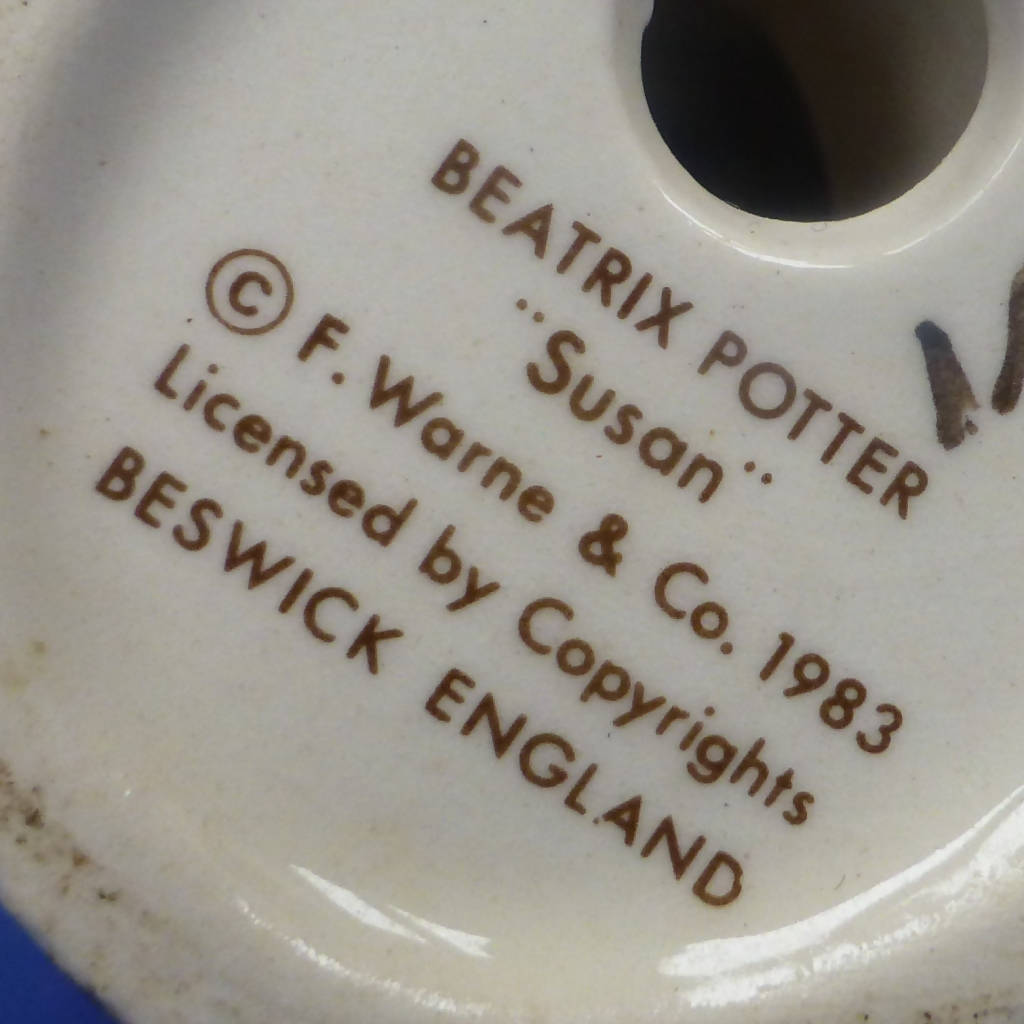 BEATRIX POTTER
"Susan"
© F. Warne & Co. 1983
Licensed by Copyrights
BESWICK ENGLAND